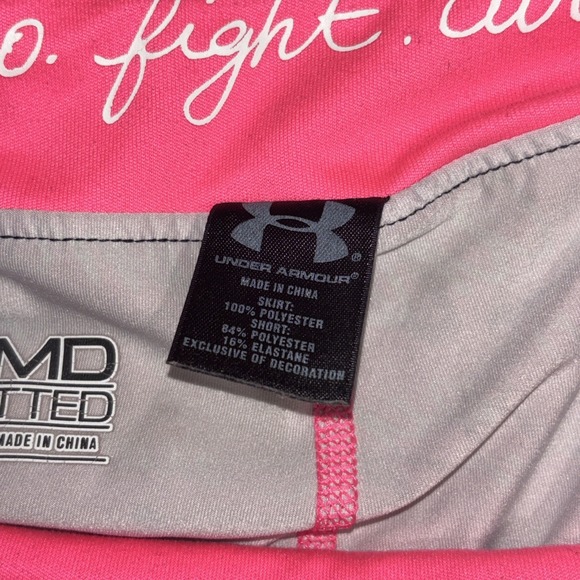 fight.
UNDER ARMOUR®
MADE IN CHINA
SKIRT:
100% POLYESTER
SHORT:
84% POLYESTER
16% ELASTANE
EXCLUSIVE OF DECORATION
MD
TTED
MADE IN CHINA